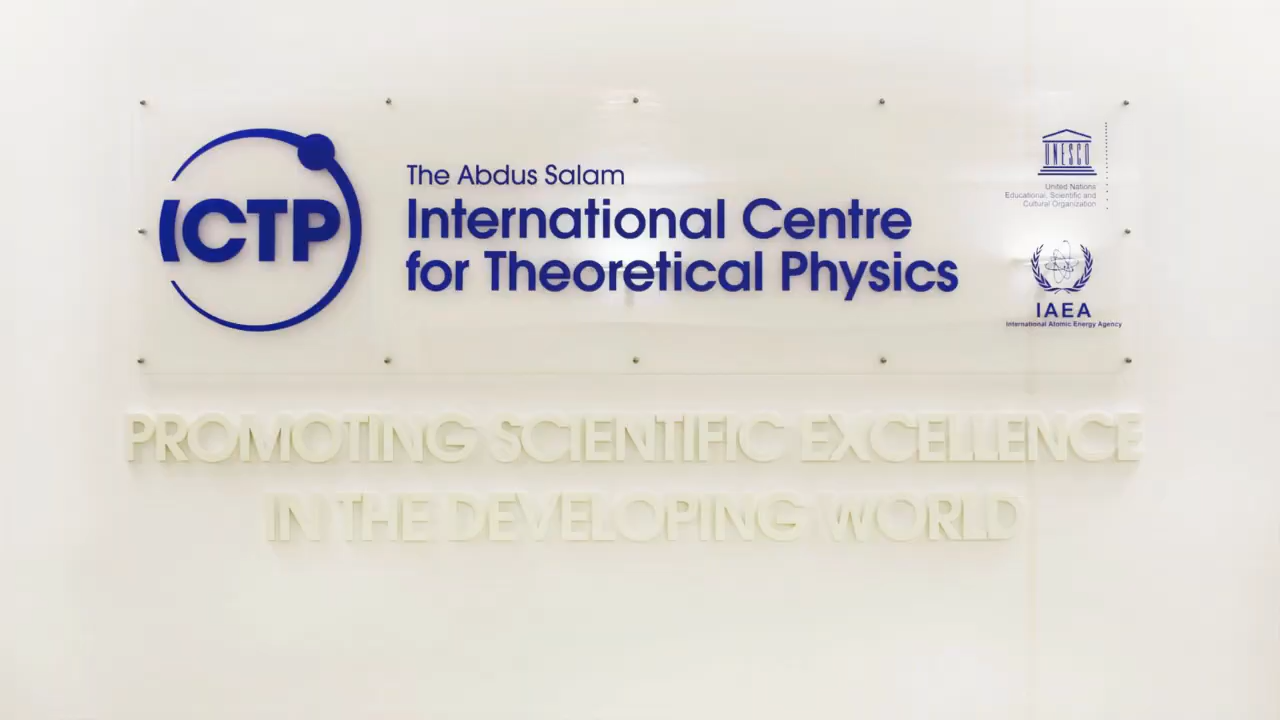 ICTP
The Abdus Salam
International Centre
for Theoretical Physics
UNESCO
United Nations
Educational, Scientific and
Cultural Organization
IAEA
International Atomic Energy Agency
PROMOTING SCIENTIFIC EXCELLENCE
IN THE DEVELOPING WORLD